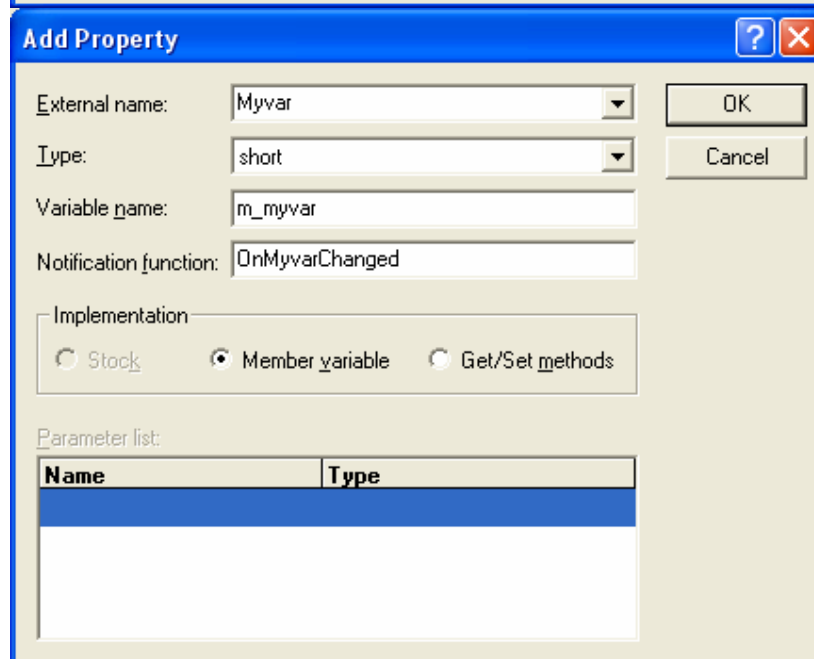 Add Property
External name: Myvar
OK
Type: short
Cancel
Variable name: m_myvar
Notification function: OnMyvarChanged
Implementation
Stock Member variable Get/Set methods
Parameter list:
Name Type